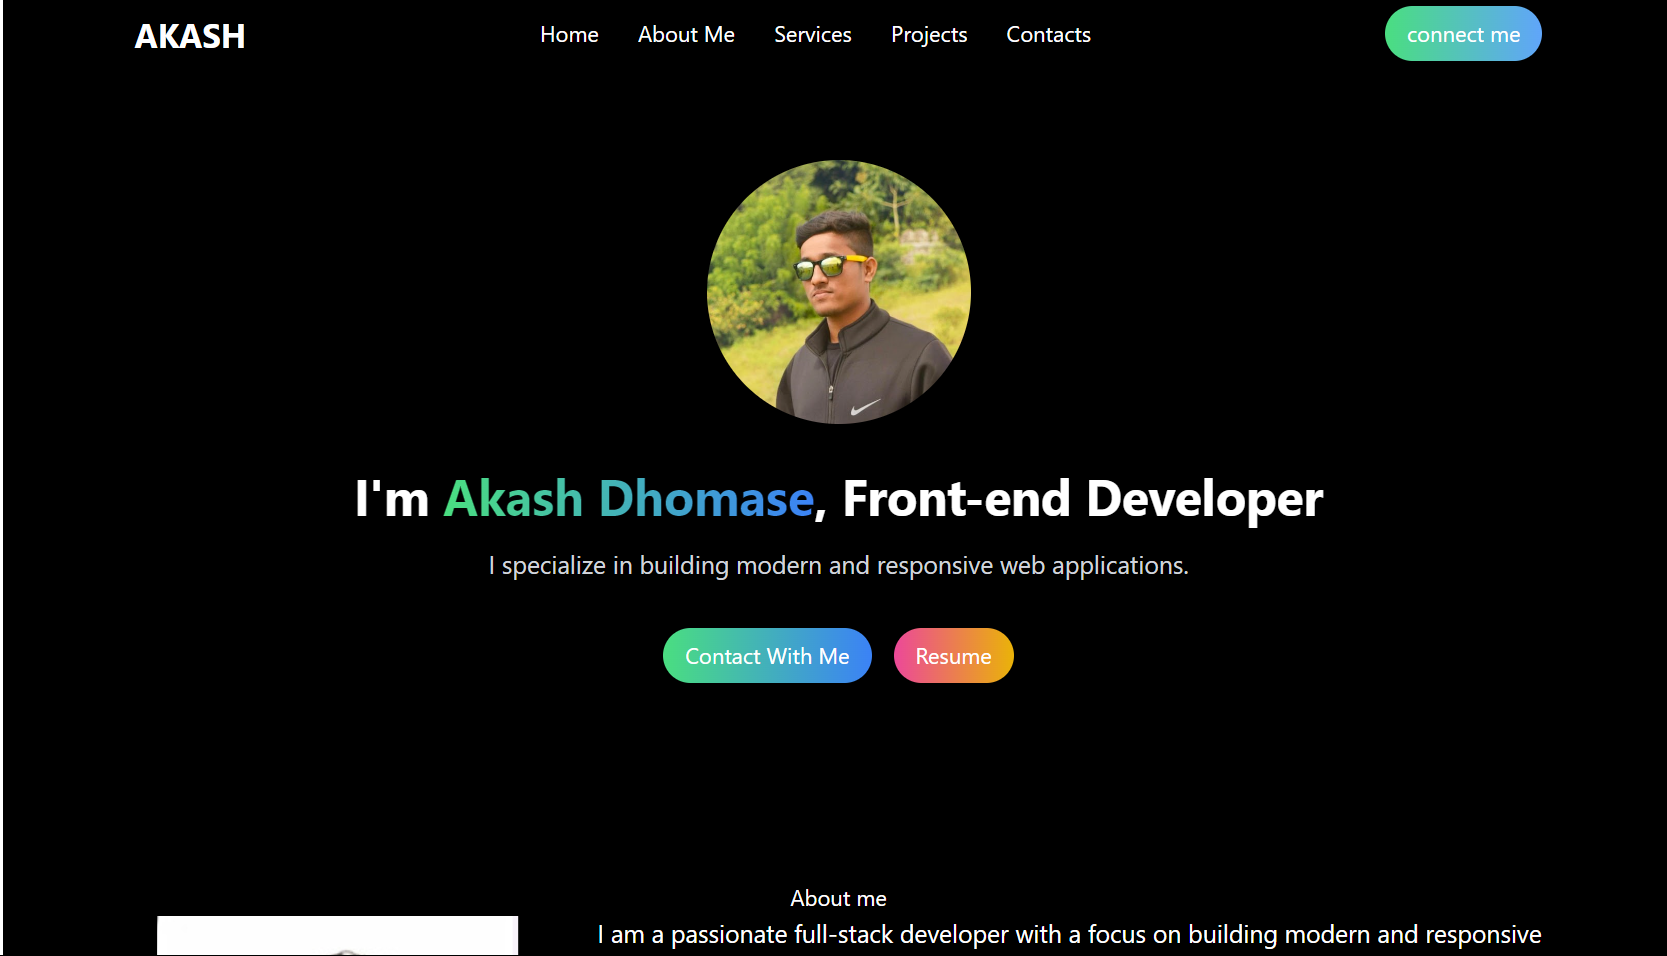 AKASH
Home About Me Services Projects Contacts
connect me
I'm Akash Dhomase, Front-end Developer
I specialize in building modern and responsive web applications.
Contact With Me Resume
About me
I am a passionate full-stack developer with a focus on building modern and responsive